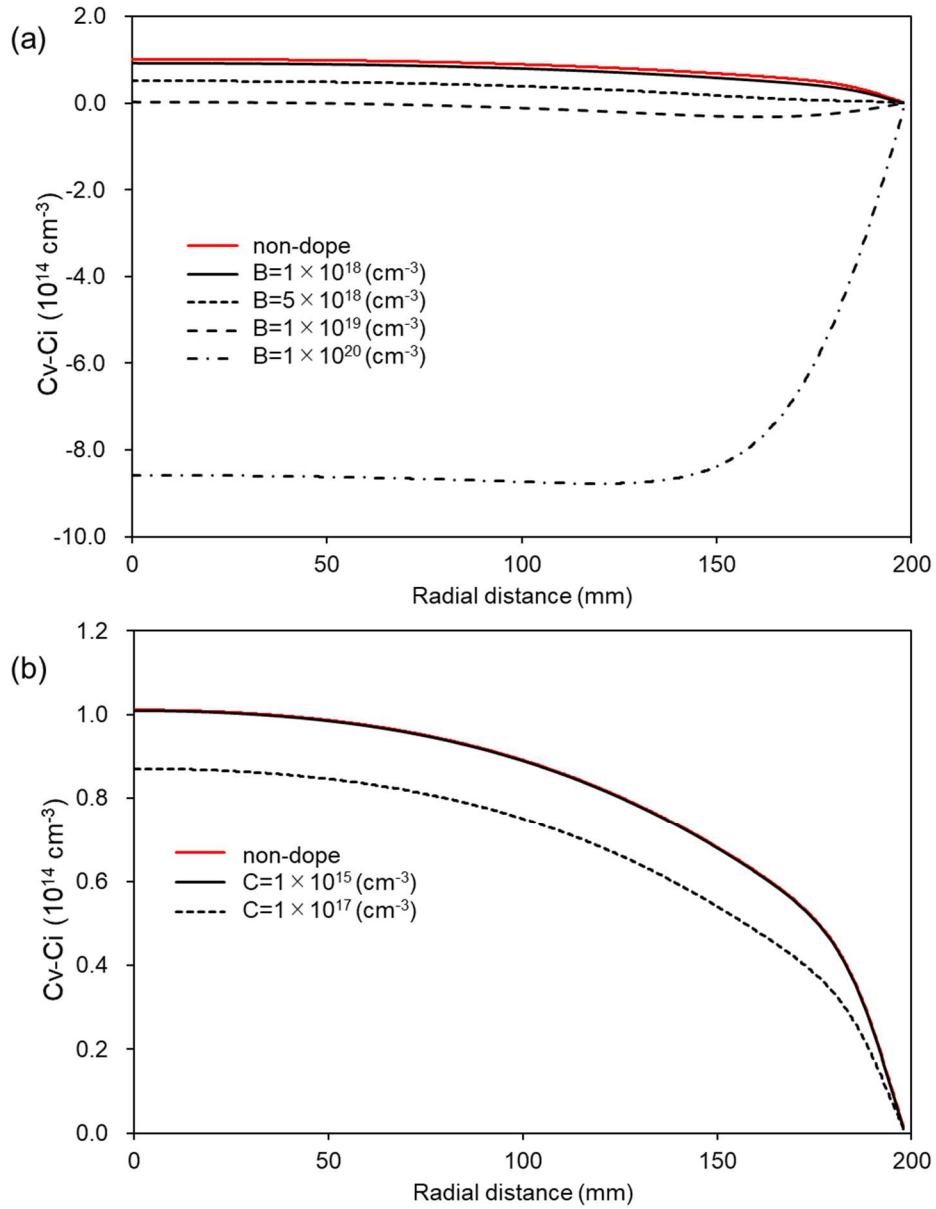 (a)
2.0
0.0
-2.0
-4.0
-6.0
-8.0
-10.0
Cv-Ci (10¹⁴ cm⁻³)
non-dope
B=1×10¹⁸(cm⁻³)
B=5×10¹⁸(cm⁻³)
B=1×10¹⁹(cm⁻³)
B=1×10²⁰(cm⁻³)
0 50 100 150 200
Radial distance (mm)
(b)
1.2
1.0
0.8
0.6
0.4
0.2
0.0
Cv-Ci (10¹⁴ cm⁻³)
non-dope
C=1×10¹⁵(cm⁻³)
C=1×10¹⁷(cm⁻³)
0 50 100 150 200
Radial distance (mm)